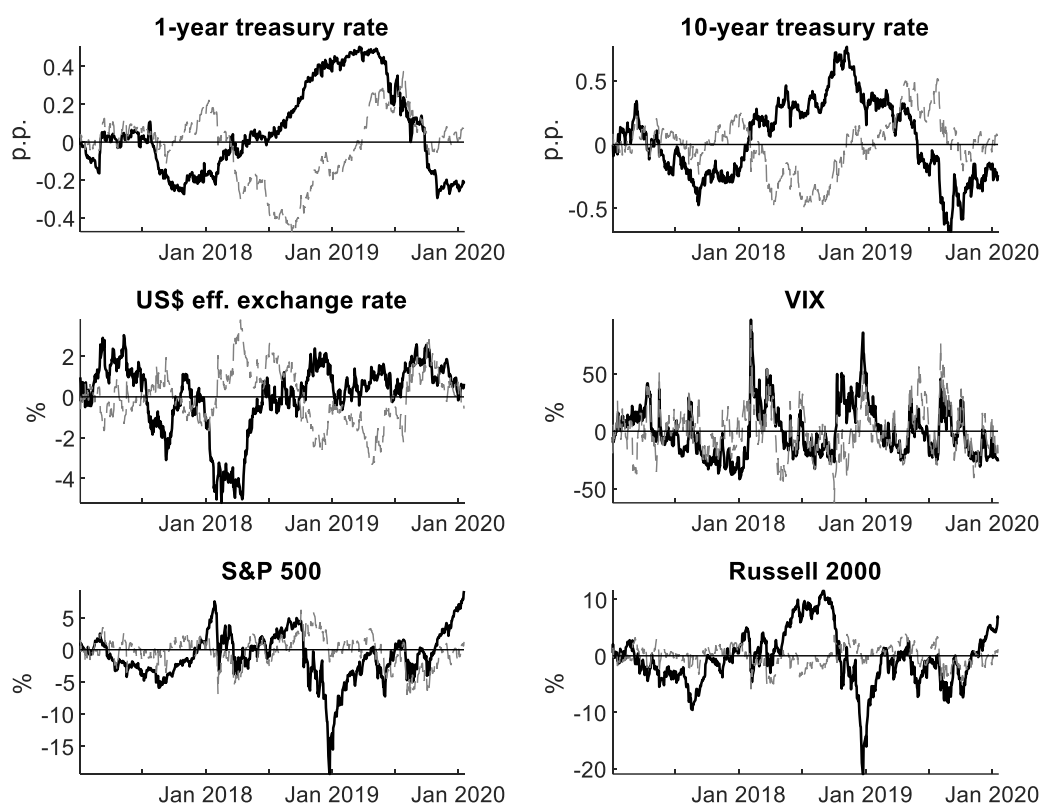 1-year treasury rate
0.4
0.2
0
-0.2
-0.4
p.p.
Jan 2018 Jan 2019 Jan 2020
10-year treasury rate
0.5
0
-0.5
p.p.
Jan 2018 Jan 2019 Jan 2020
US$ eff. exchange rate
2
0
-2
-4
%
Jan 2018 Jan 2019 Jan 2020
VIX
50
0
-50
%
Jan 2018 Jan 2019 Jan 2020
S&P 500
5
0
-5
-10
-15
%
Jan 2018 Jan 2019 Jan 2020
Russell 2000
10
0
-10
-20
%
Jan 2018 Jan 2019 Jan 2020